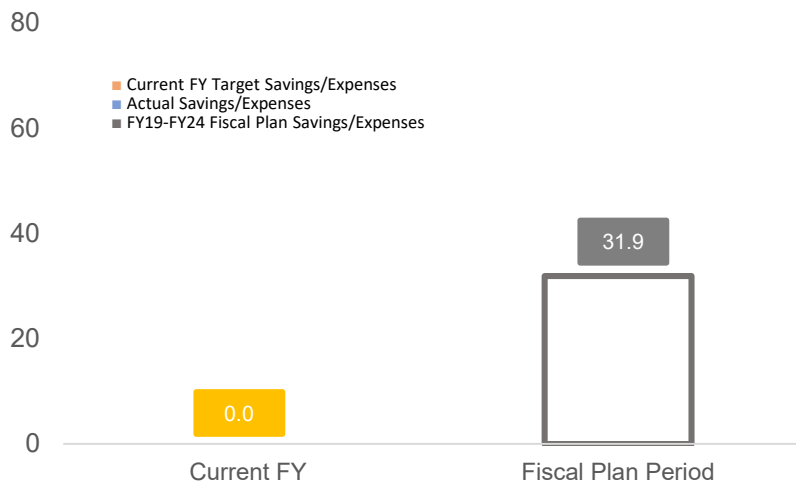 80
Current FY Target Savings/Expenses
Actual Savings/Expenses
FY19-FY24 Fiscal Plan Savings/Expenses
60
40
31.9
20
0.0
0
Current FY
Fiscal Plan Period